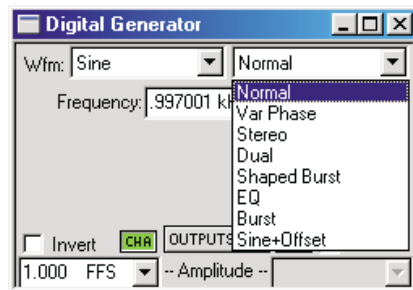 Digital Generator
Wfm: Sine Normal
Frequency: .997001 k
Normal
Var Phase
Stereo
Dual
Shaped Burst
EQ
Burst
Sine+Offset
Invert CHA OUTPUTS
1.000 FFS -- Amplitude --